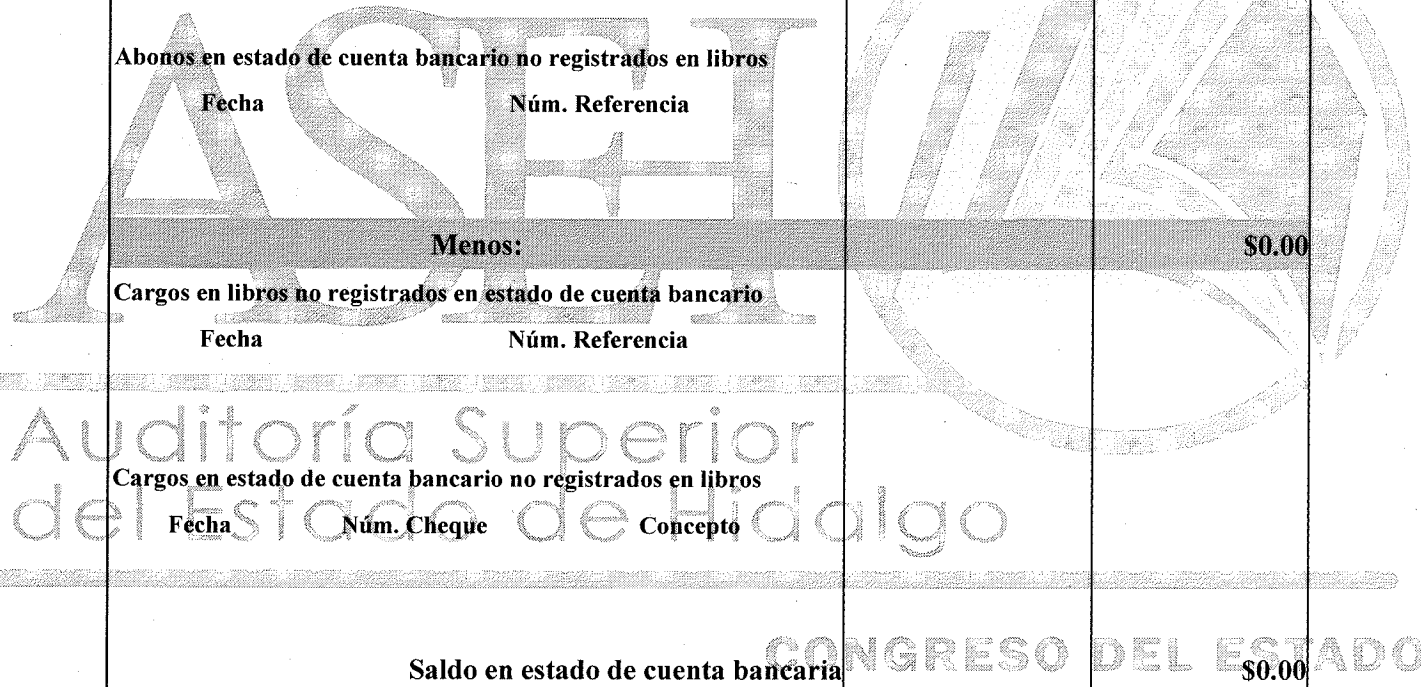 ASEH
Abonos en estado de cuenta bancario no registrados en libros
Fecha Núm. Referencia
Menos: $0.00
Cargos en libros no registrados en estado de cuenta bancario
Fecha Núm. Referencia
Auditoría Superior
Cargos en estado de cuenta bancario no registrados en libros
del Estado de Hidalgo
Fecha Núm. Cheque Concepto
CONGRESO DEL ESTADO
Saldo en estado de cuenta bancaria $0.00